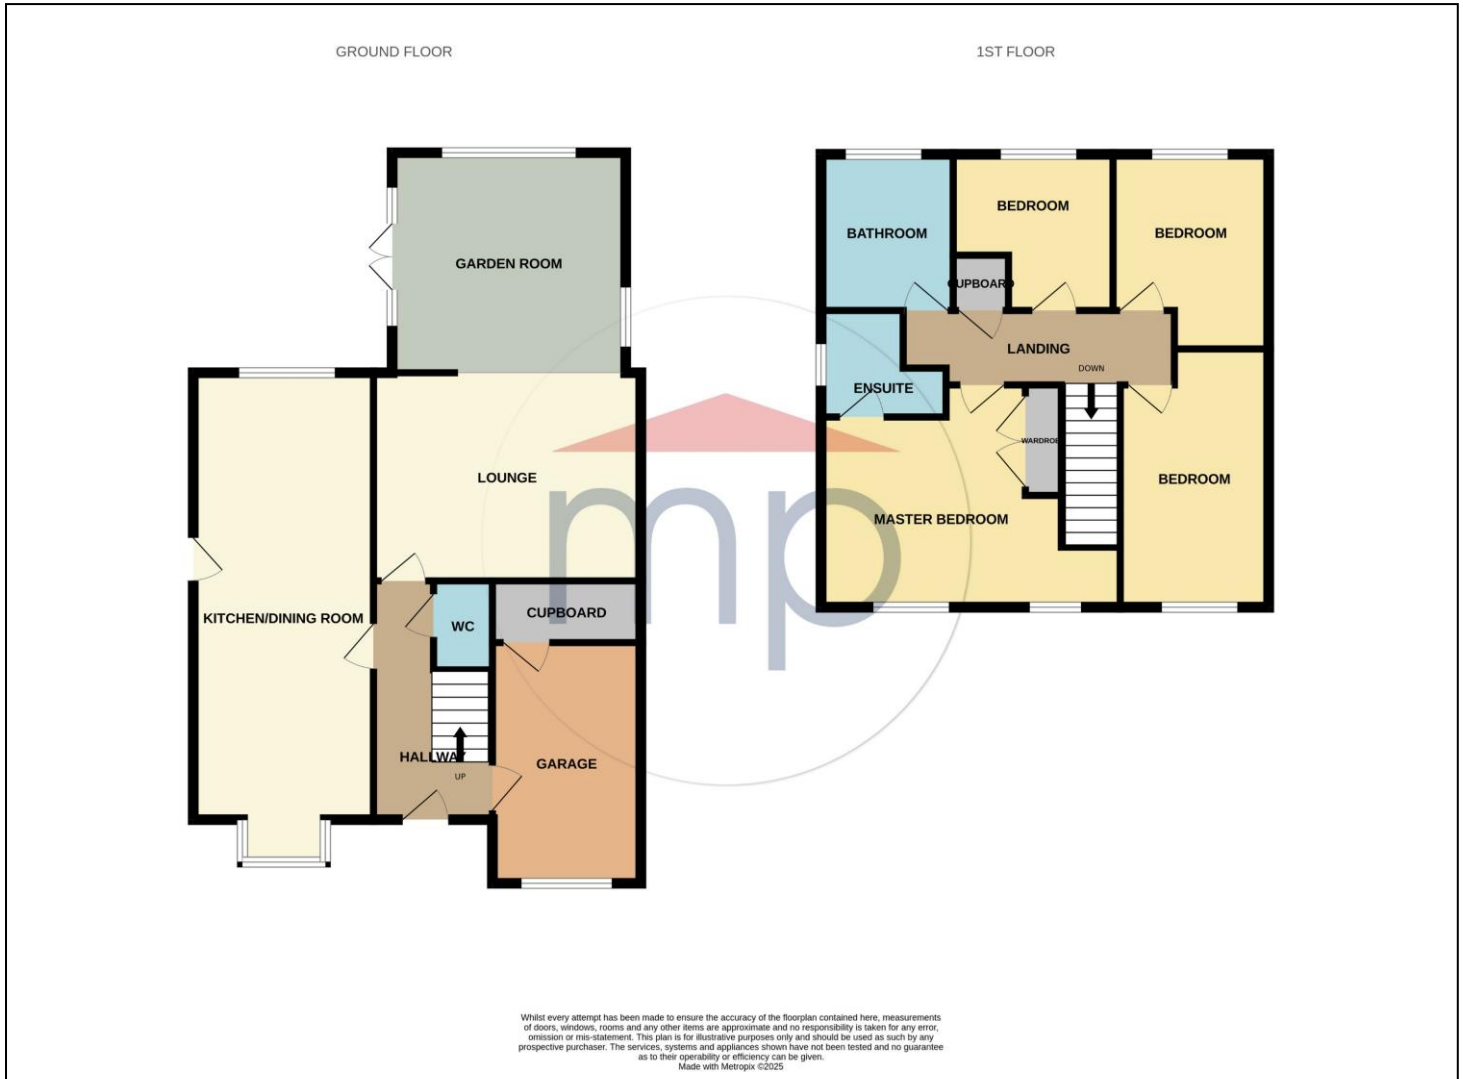 GROUND FLOOR
1ST FLOOR
GARDEN ROOM
LOUNGE
KITCHEN/DINING ROOM
WC
CUPBOARD
HALLWAY
UP
GARAGE
BATHROOM
BEDROOM
BEDROOM
CUPBOARD
LANDING
DOWN
ENSUITE
WARDROBE
MASTER BEDROOM
BEDROOM
mp
Whilst every attempt has been made to ensure the accuracy of the floorplan contained here, measurements
of doors, windows, rooms and any other items are approximate and no responsibility is taken for any error,
omission or mis-statement. This plan is for illustrative purposes only and should be used as such by any
prospective purchaser. The services, systems and appliances shown have not been tested and no guarantee
as to their operability or efficiency can be given.
Made with Metropix ©2025